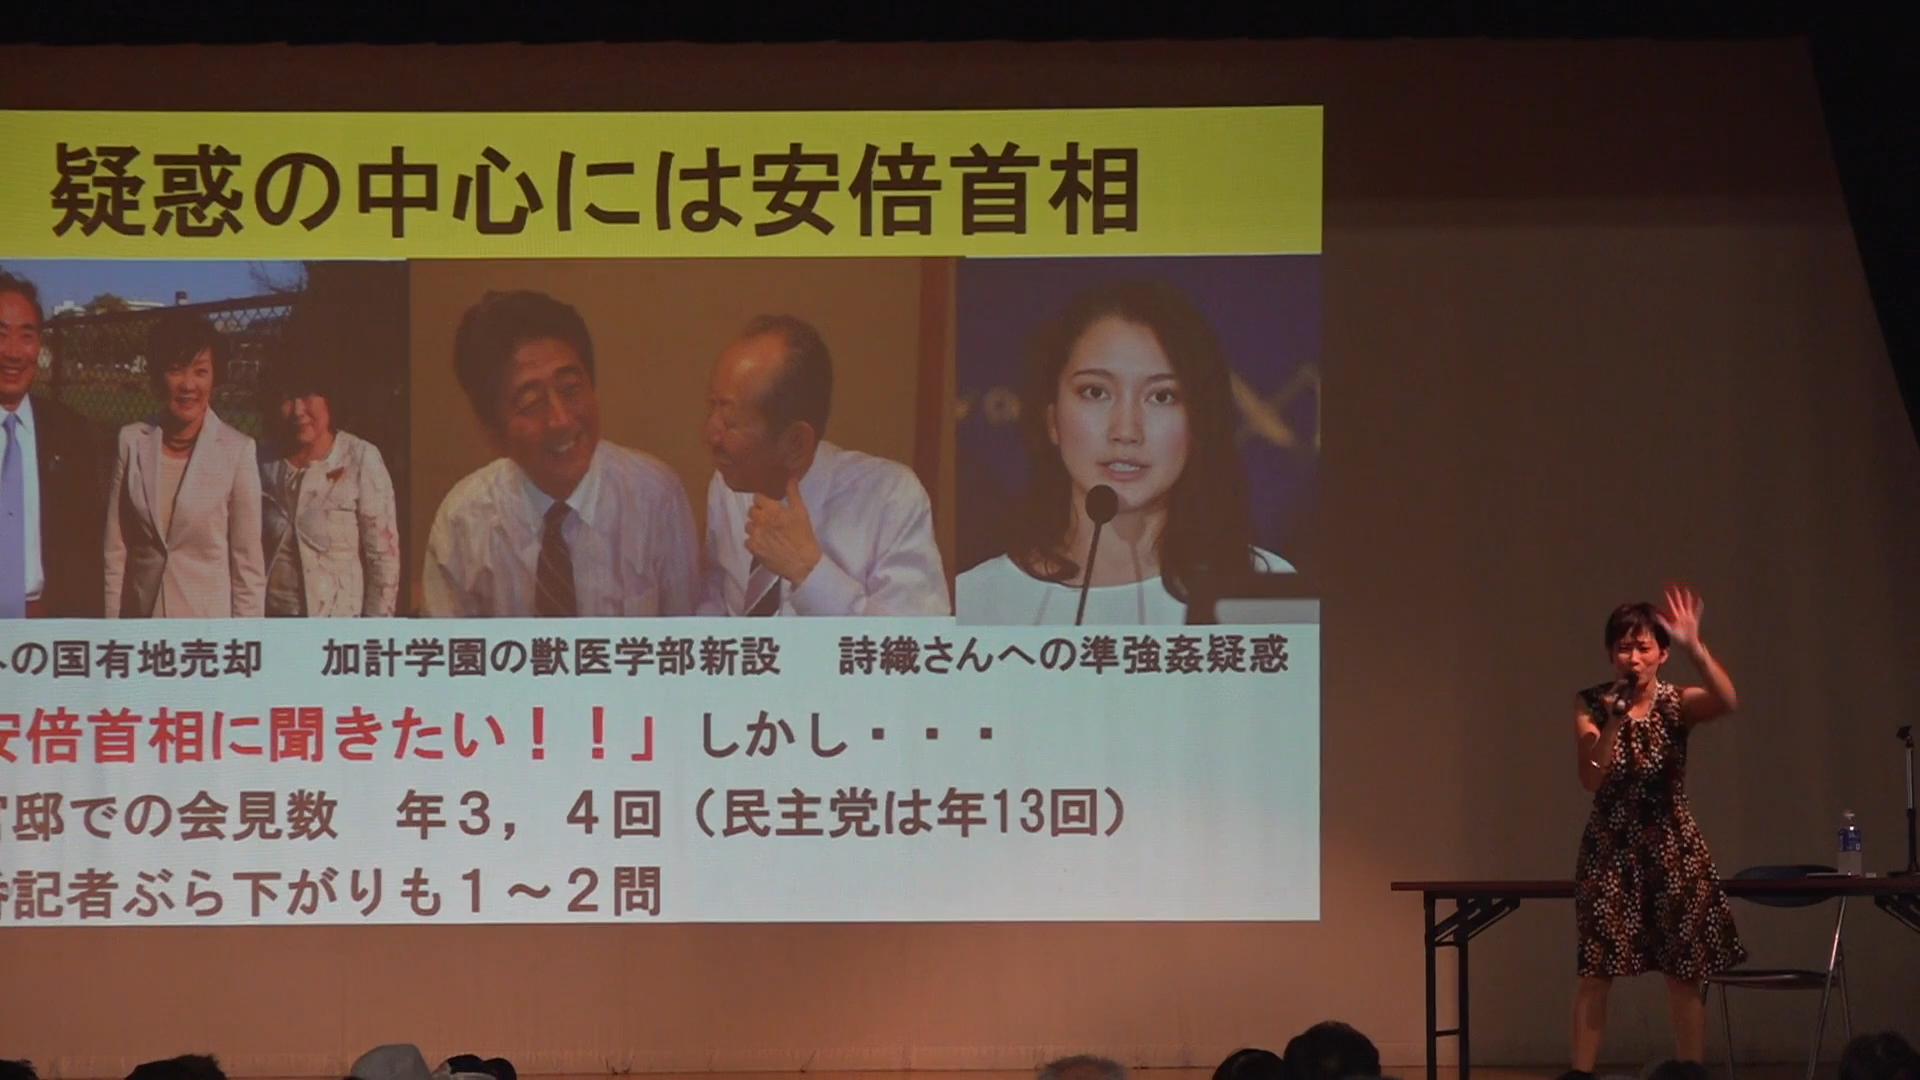 疑惑の中心には安倍首相
への国有地売却 加計学園の獣医学部新設 詩織さんへの準強姦疑惑
安倍首相に聞きたい！！」しかし・・・
官邸での会見数 年３，４回（民主党は年13回）
番記者ぶら下がりも１～２問